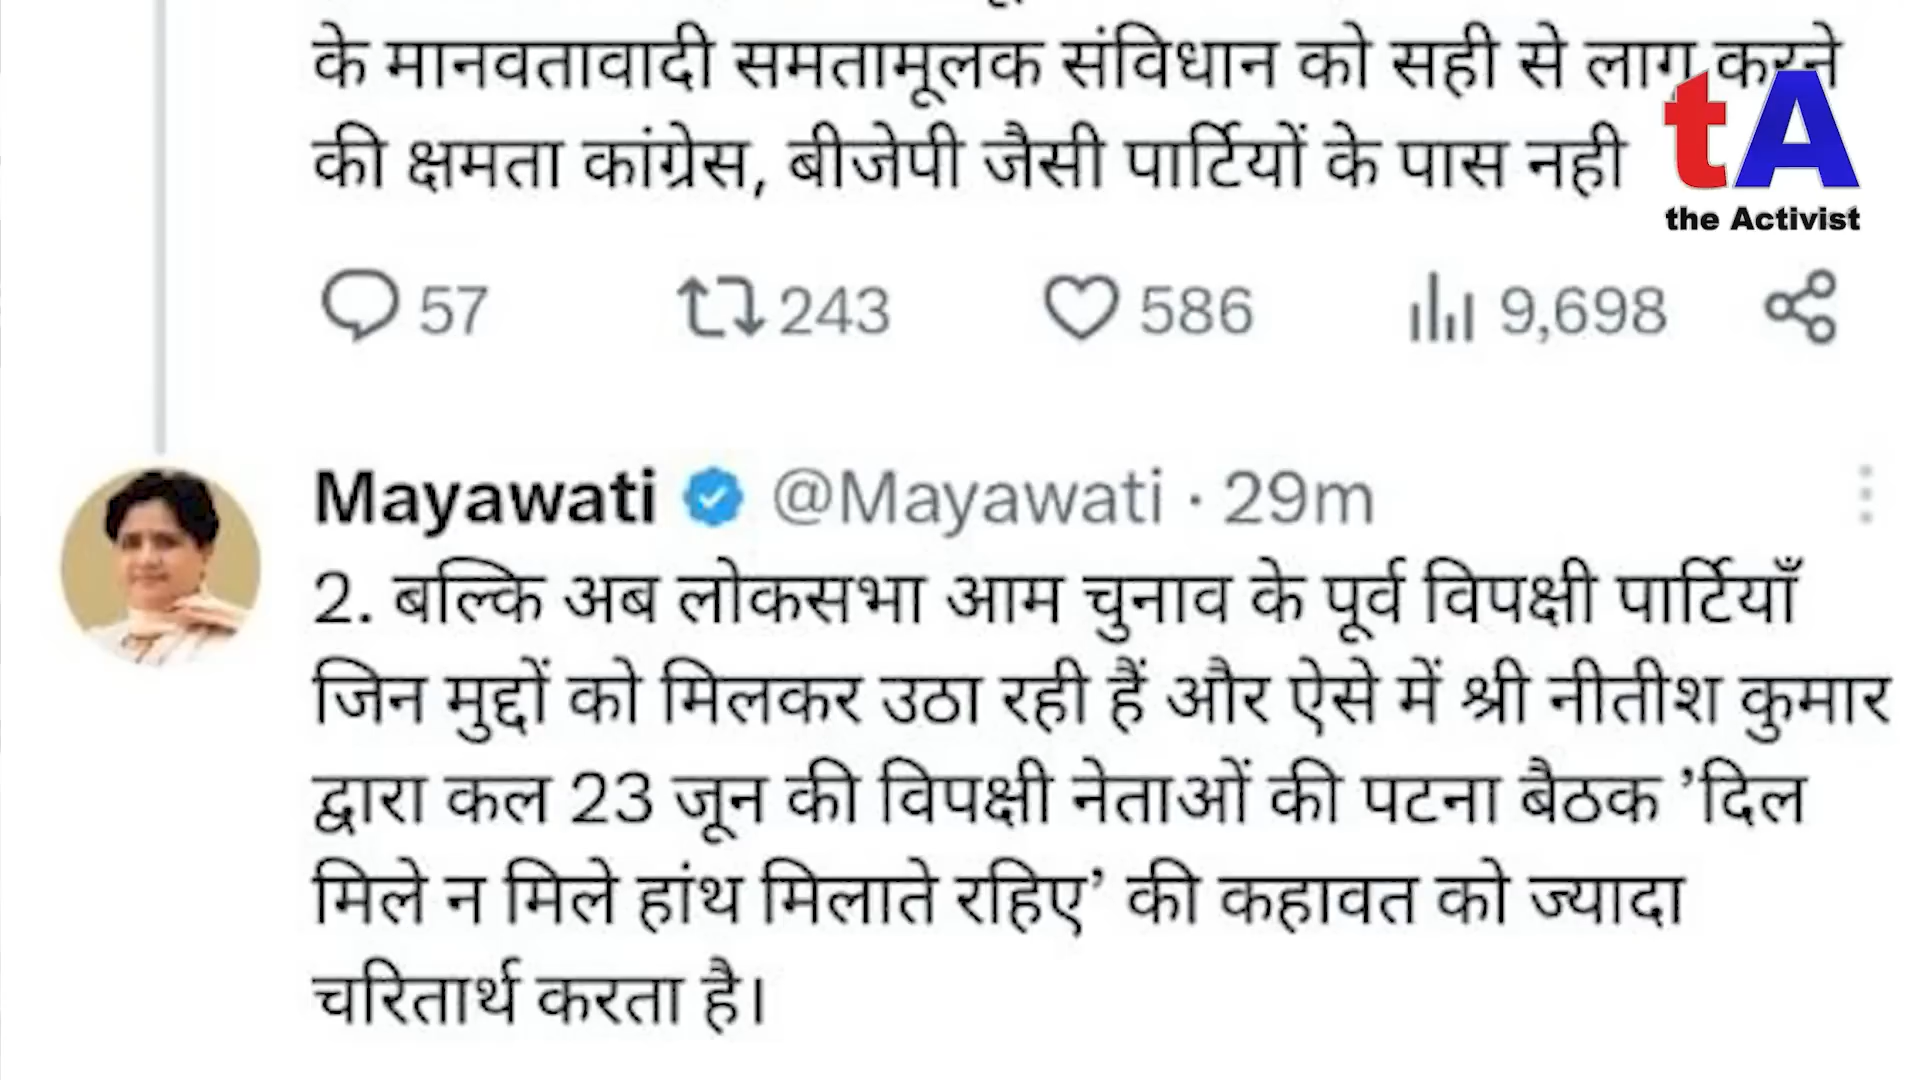 के मानवतावादी समतामूलक संविधान को सही से लागू करने
की क्षमता कांग्रेस, बीजेपी जैसी पार्टियों के पास नही
tA
the Activist
57 243 586 9,698
Mayawati @Mayawati · 29m
2. बल्कि अब लोकसभा आम चुनाव के पूर्व विपक्षी पार्टियाँ
जिन मुद्दों को मिलकर उठा रही हैं और ऐसे में श्री नीतीश कुमार
द्वारा कल 23 जून की विपक्षी नेताओं की पटना बैठक ’दिल
मिले न मिले हांथ मिलाते रहिए’ की कहावत को ज्यादा
चरितार्थ करता है।